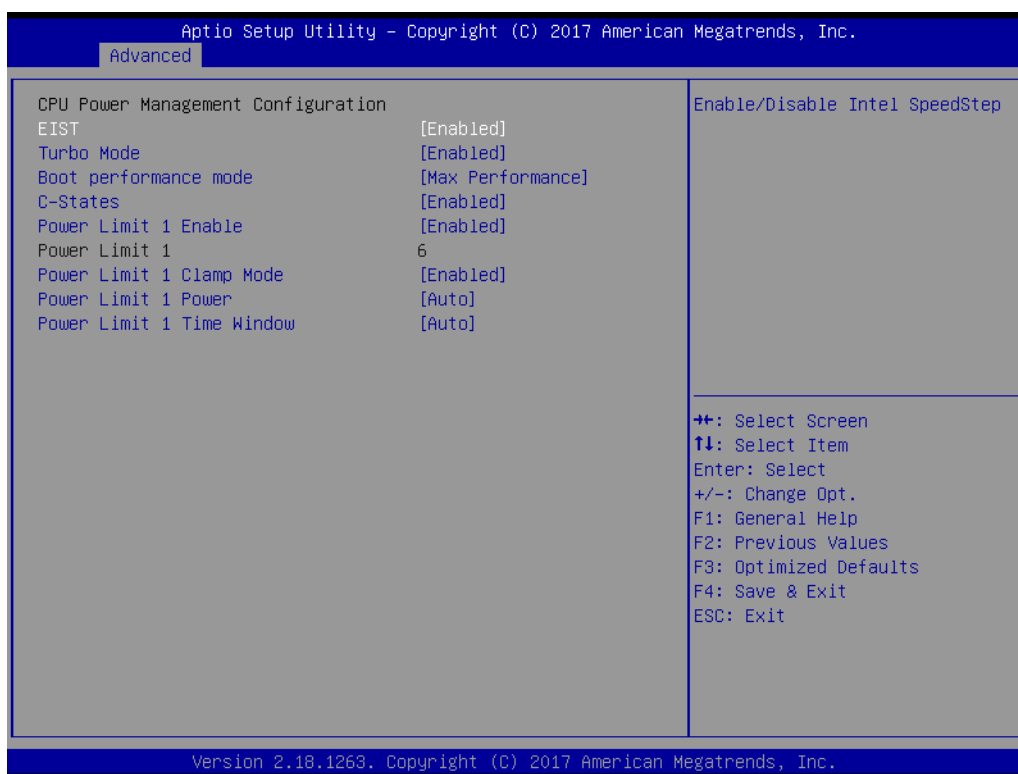 Aptio Setup Utility – Copyright (C) 2017 American Megatrends, Inc.
Advanced
CPU Power Management Configuration
EIST [Enabled]
Turbo Mode [Enabled]
Boot performance mode [Max Performance]
C-States [Enabled]
Power Limit 1 Enable [Enabled]
Power Limit 1 6
Power Limit 1 Clamp Mode [Enabled]
Power Limit 1 Power [Auto]
Power Limit 1 Time Window [Auto]
Enable/Disable Intel SpeedStep
→←: Select Screen
↑↓: Select Item
Enter: Select
+/-: Change Opt.
F1: General Help
F2: Previous Values
F3: Optimized Defaults
F4: Save & Exit
ESC: Exit
Version 2.18.1263. Copyright (C) 2017 American Megatrends, Inc.